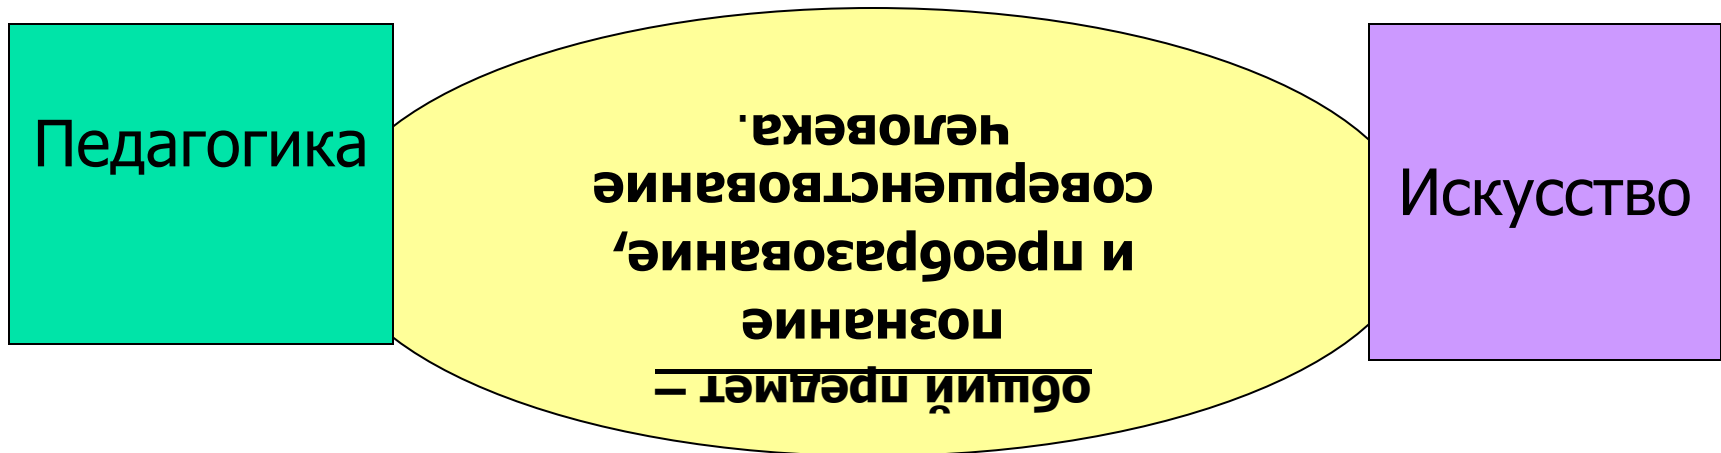 Педагогика
общий предмет –
познание
и преобразование,
совершенствование
человека.
Искусство